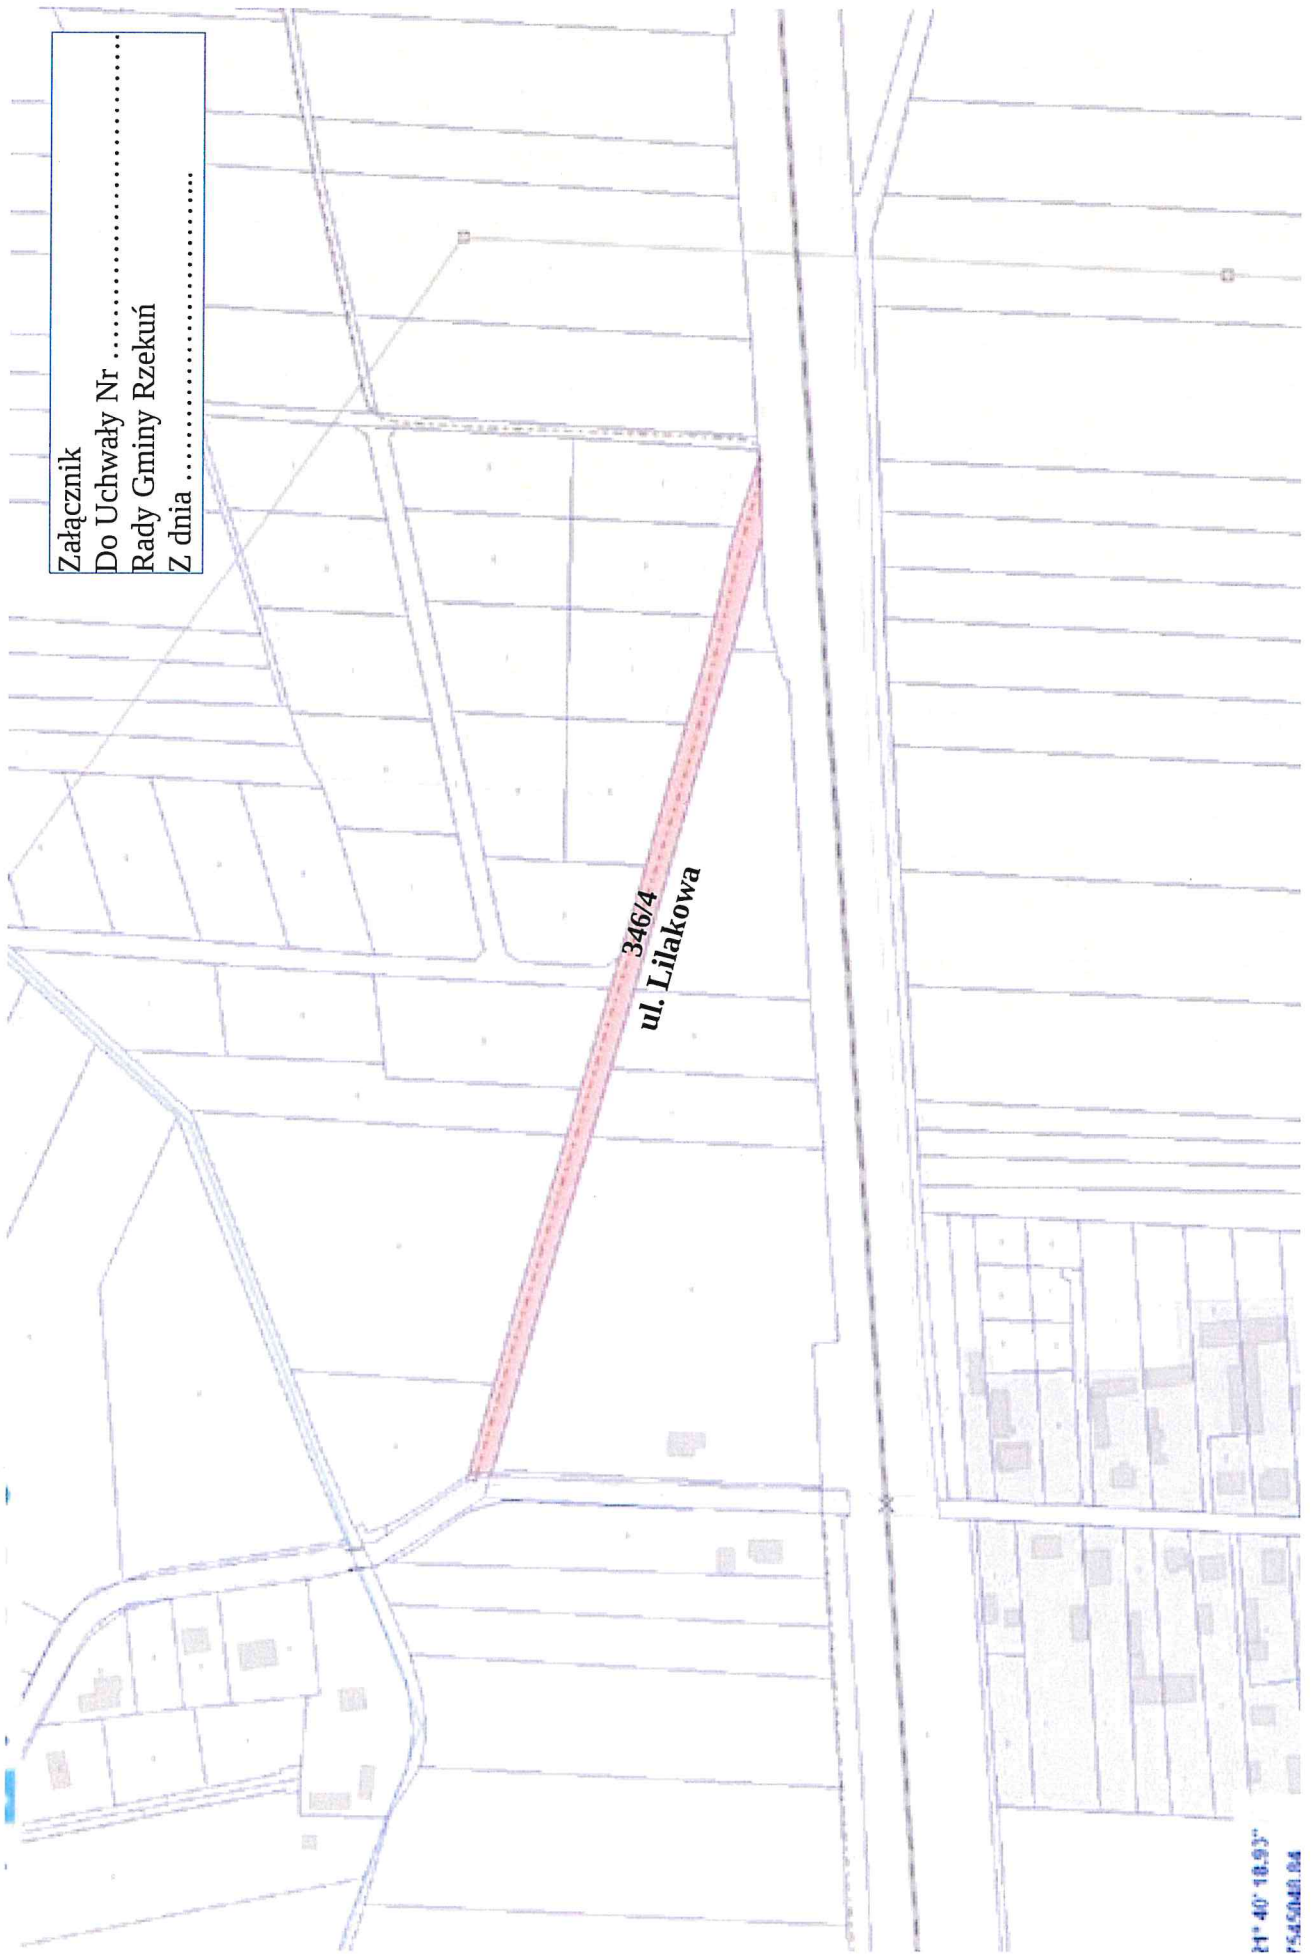 Załącznik
Do Uchwały Nr ........................................
Rady Gminy Rzekuń
Z dnia ........................................
346/4
ul. Lilakowa
21° 40' 18.93"